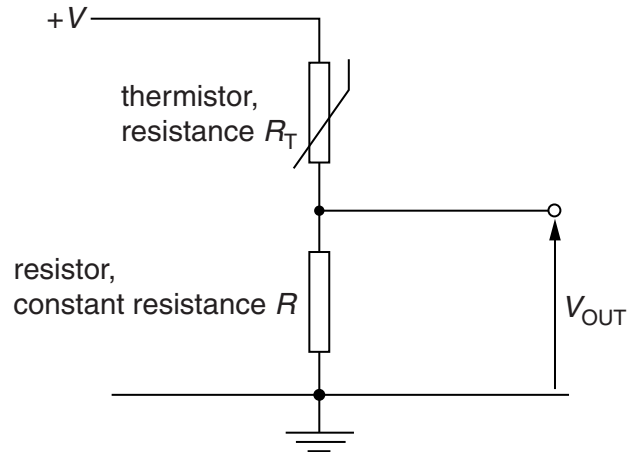 +V
thermistor,
resistance R_T
resistor,
constant resistance R
V_OUT